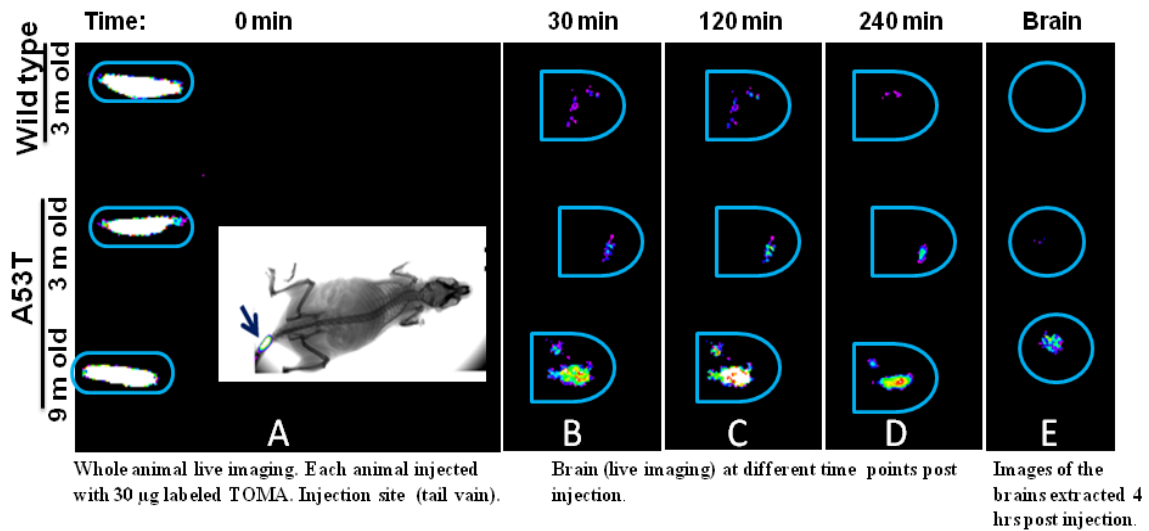 Time: 0 min 30 min 120 min 240 min Brain
Wild type
3 m old
A53T
3 m old
9 m old
A B C D E
Whole animal live imaging. Each animal injected
with 30 µg labeled TOMA. Injection site (tail vain).
Brain (live imaging) at different time points post
injection.
Images of the
brains extracted 4
hrs post injection.